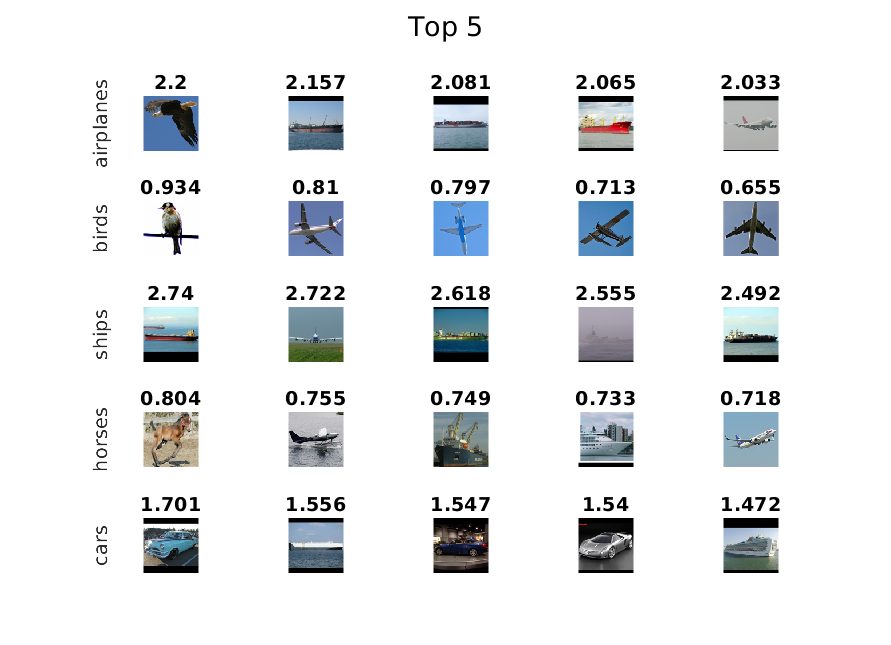 Top 5
airplanes
2.2 2.157 2.081 2.065 2.033
birds
0.934 0.81 0.797 0.713 0.655
ships
2.74 2.722 2.618 2.555 2.492
horses
0.804 0.755 0.749 0.733 0.718
cars
1.701 1.556 1.547 1.54 1.472